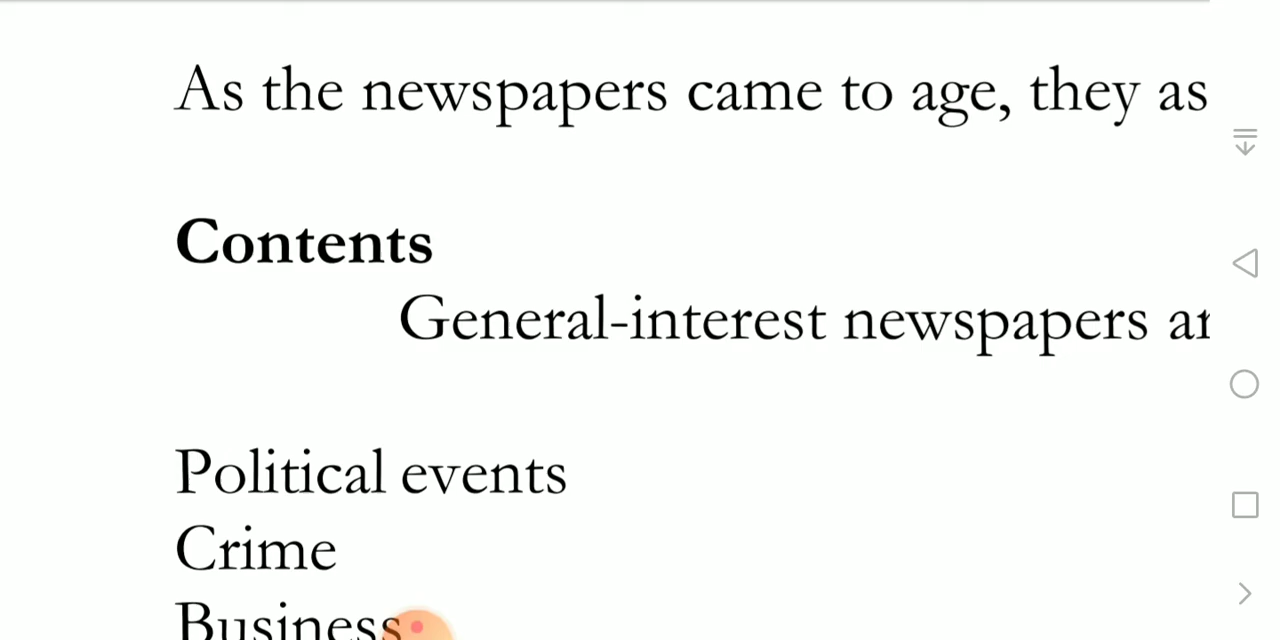 As the newspapers came to age, they as
Contents
General-interest newspapers
Political events
Crime
Business